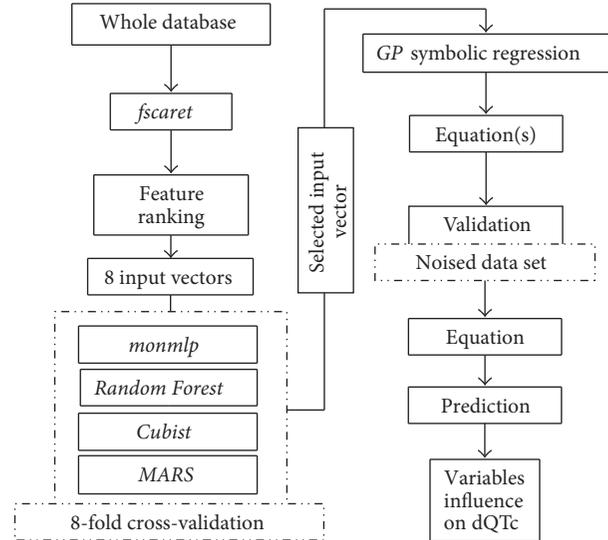 Whole database
fscaret
Feature
ranking
8 input vectors
monmlp
Random Forest
Cubist
MARS
8-fold cross-validation
Selected input
vector
GP symbolic regression
Equation(s)
Validation
Noised data set
Equation
Prediction
Variables
influence
on dQTc